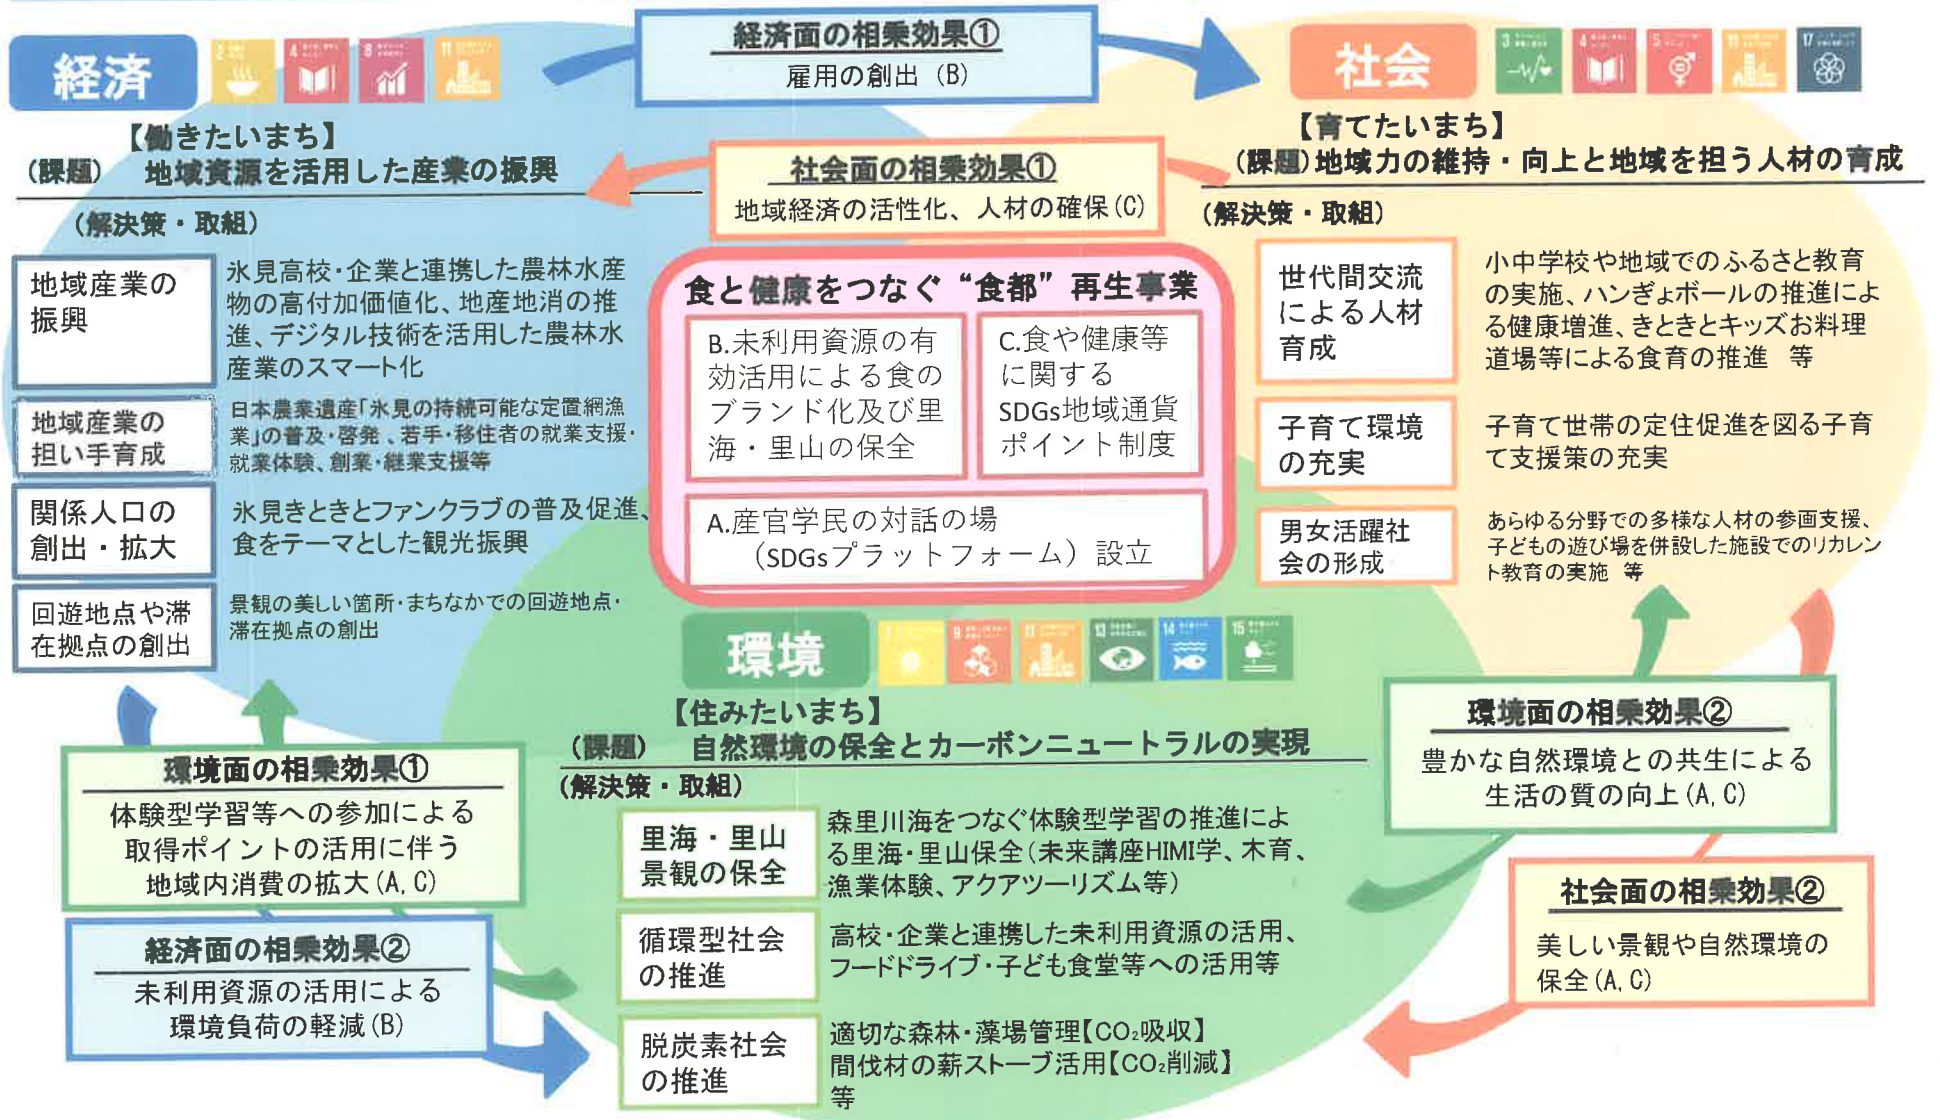 経済面の相乗効果①
雇用の創出（B）
経済
2
4
8
11
社会
3
4
5
11
17
【働きたいまち】
(課題)　地域資源を活用した産業の振興
社会面の相乗効果①
地域経済の活性化、人材の確保(C)
【育てたいまち】
(課題)地域力の維持・向上と地域を担う人材の育成
(解決策・取組)
地域産業の
振興
氷見高校・企業と連携した農林水産
物の高付加価値化、地産地消の推
進、デジタル技術を活用した農林水
産業のスマート化
地域産業の
担い手育成
日本農業遺産「氷見の持続可能な定置網漁
業」の普及・啓発、若手・移住者の就業支援・
就業体験、創業・継業支援等
関係人口の
創出・拡大
氷見きときとファンクラブの普及促進、
食をテーマとした観光振興
回遊地点や滞
在拠点の創出
景観の美しい箇所・まちなかでの回遊地点・
滞在拠点の創出
食と健康をつなぐ“食都”再生事業
B.未利用資源の有
効活用による食の
ブランド化及び里
海・里山の保全
C.食や健康等
に関する
SDGs地域通貨
ポイント制度
A.産官学民の対話の場
（SDGsプラットフォーム）設立
(解決策・取組)
世代間交流
による人材
育成
小中学校や地域でのふるさと教育
の実施、ハンぎょボールの推進によ
る健康増進、きときとキッズお料理
道場等による食育の推進　等
子育て環境
の充実
子育て世帯の定住促進を図る子育
て支援策の充実
男女活躍社
会の形成
あらゆる分野での多様な人材の参画支援、
子どもの遊び場を併設した施設でのリカレン
ト教育の実施　等
環境
9
11
13
14
15
【住みたいまち】
(課題)　自然環境の保全とカーボンニュートラルの実現
(解決策・取組)
里海・里山
景観の保全
森里川海をつなぐ体験型学習の推進によ
る里海・里山保全（未来講座HIMI学、木育、
漁業体験、アクアツーリズム等）
循環型社会
の推進
高校・企業と連携した未利用資源の活用、
フードドライブ・子ども食堂等への活用等
脱炭素社会
の推進
適切な森林・藻場管理【CO₂吸収】
間伐材の薪ストーブ活用【CO₂削減】
等
環境面の相乗効果①
体験型学習等への参加による
取得ポイントの活用に伴う
地域内消費の拡大(A,C)
経済面の相乗効果②
未利用資源の活用による
環境負荷の軽減(B)
環境面の相乗効果②
豊かな自然環境との共生による
生活の質の向上(A,C)
社会面の相乗効果②
美しい景観や自然環境の
保全(A,C)